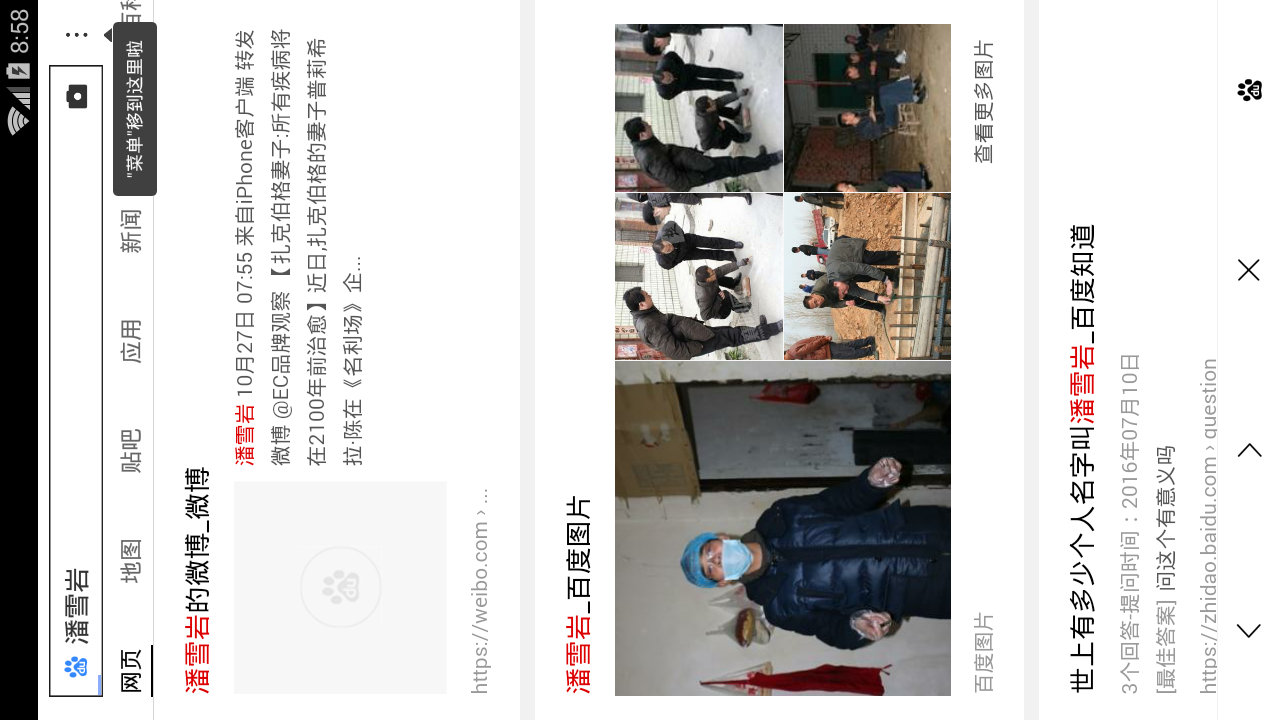 8:58
潘雪岩
网页 地图 贴吧 应用 新闻 百科
"菜单"移到这里啦
潘雪岩的微博_微博
潘雪岩 10月27日 07:55 来自iPhone客户端 转发
微博 @EC品牌观察 【扎克伯格妻子:所有疾病将
在2100年前治愈】近日,扎克伯格的妻子普莉希
拉·陈在《名利场》企...
https://weibo.com › ...
潘雪岩_百度图片
百度图片
查看更多图片
世上有多少个人名字叫潘雪岩_百度知道
3个回答-提问时间：2016年07月10日
[最佳答案] 问这个有意义吗
https://zhidao.baidu.com › question